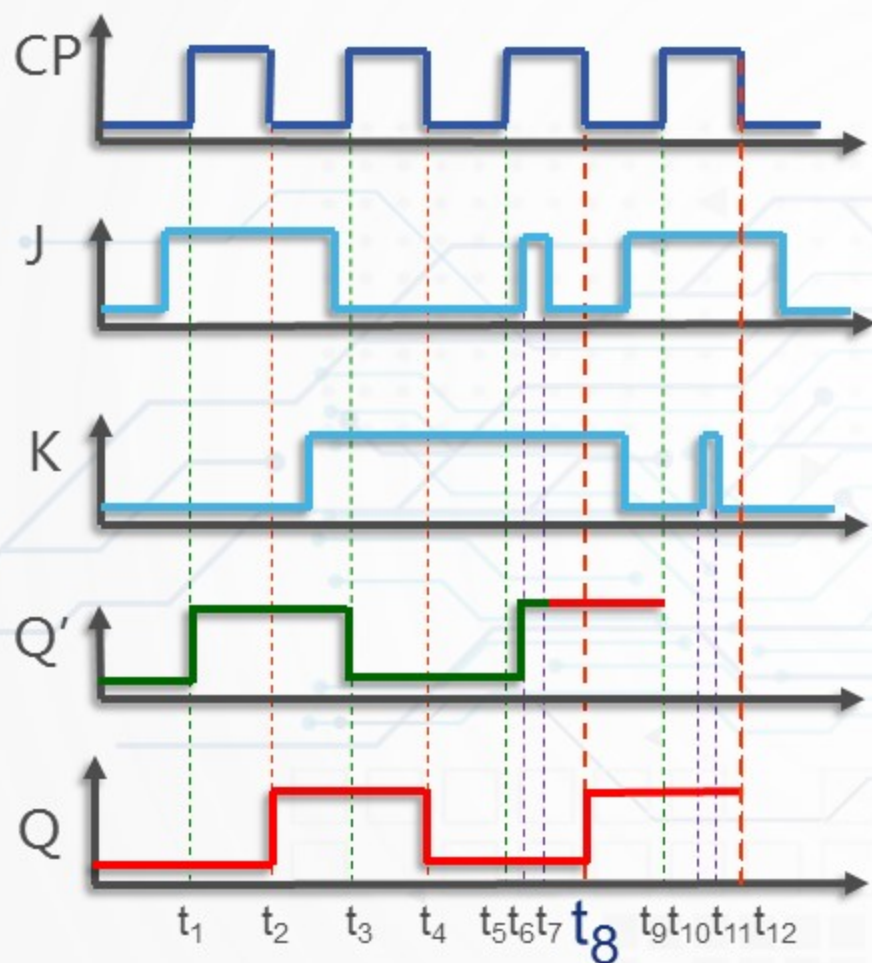 CP
J
K
Q′
Q
t₁ t₂ t₃ t₄ t₅ t₆ t₇ t₈ t₉ t₁₀ t₁₁ t₁₂